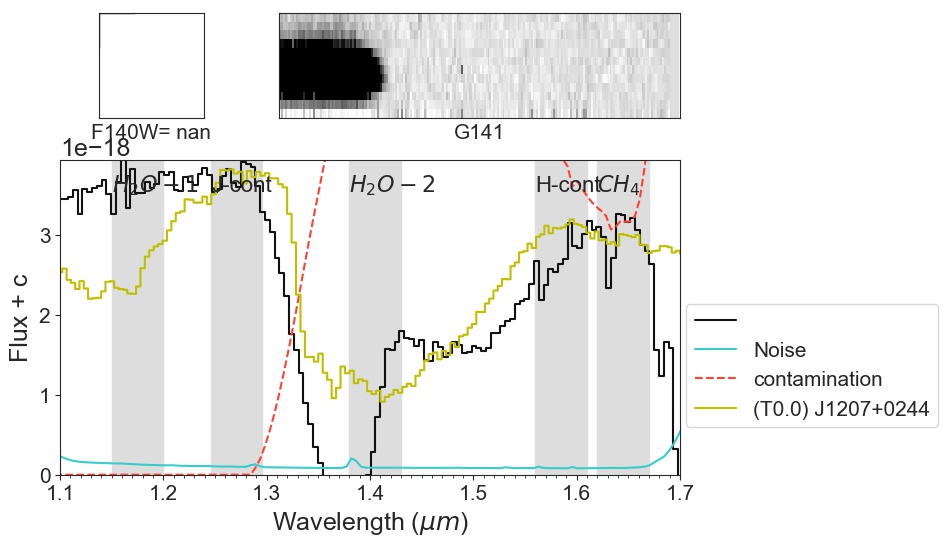 F140W= nan
G141
1e−18
H₂O − 1
J-cont
H₂O − 2
H-cont
CH₄
3
2
1
0
Flux + c
1.1
1.2
1.3
1.4
1.5
1.6
1.7
Wavelength (μm)
Noise
contamination
(T0.0) J1207+0244